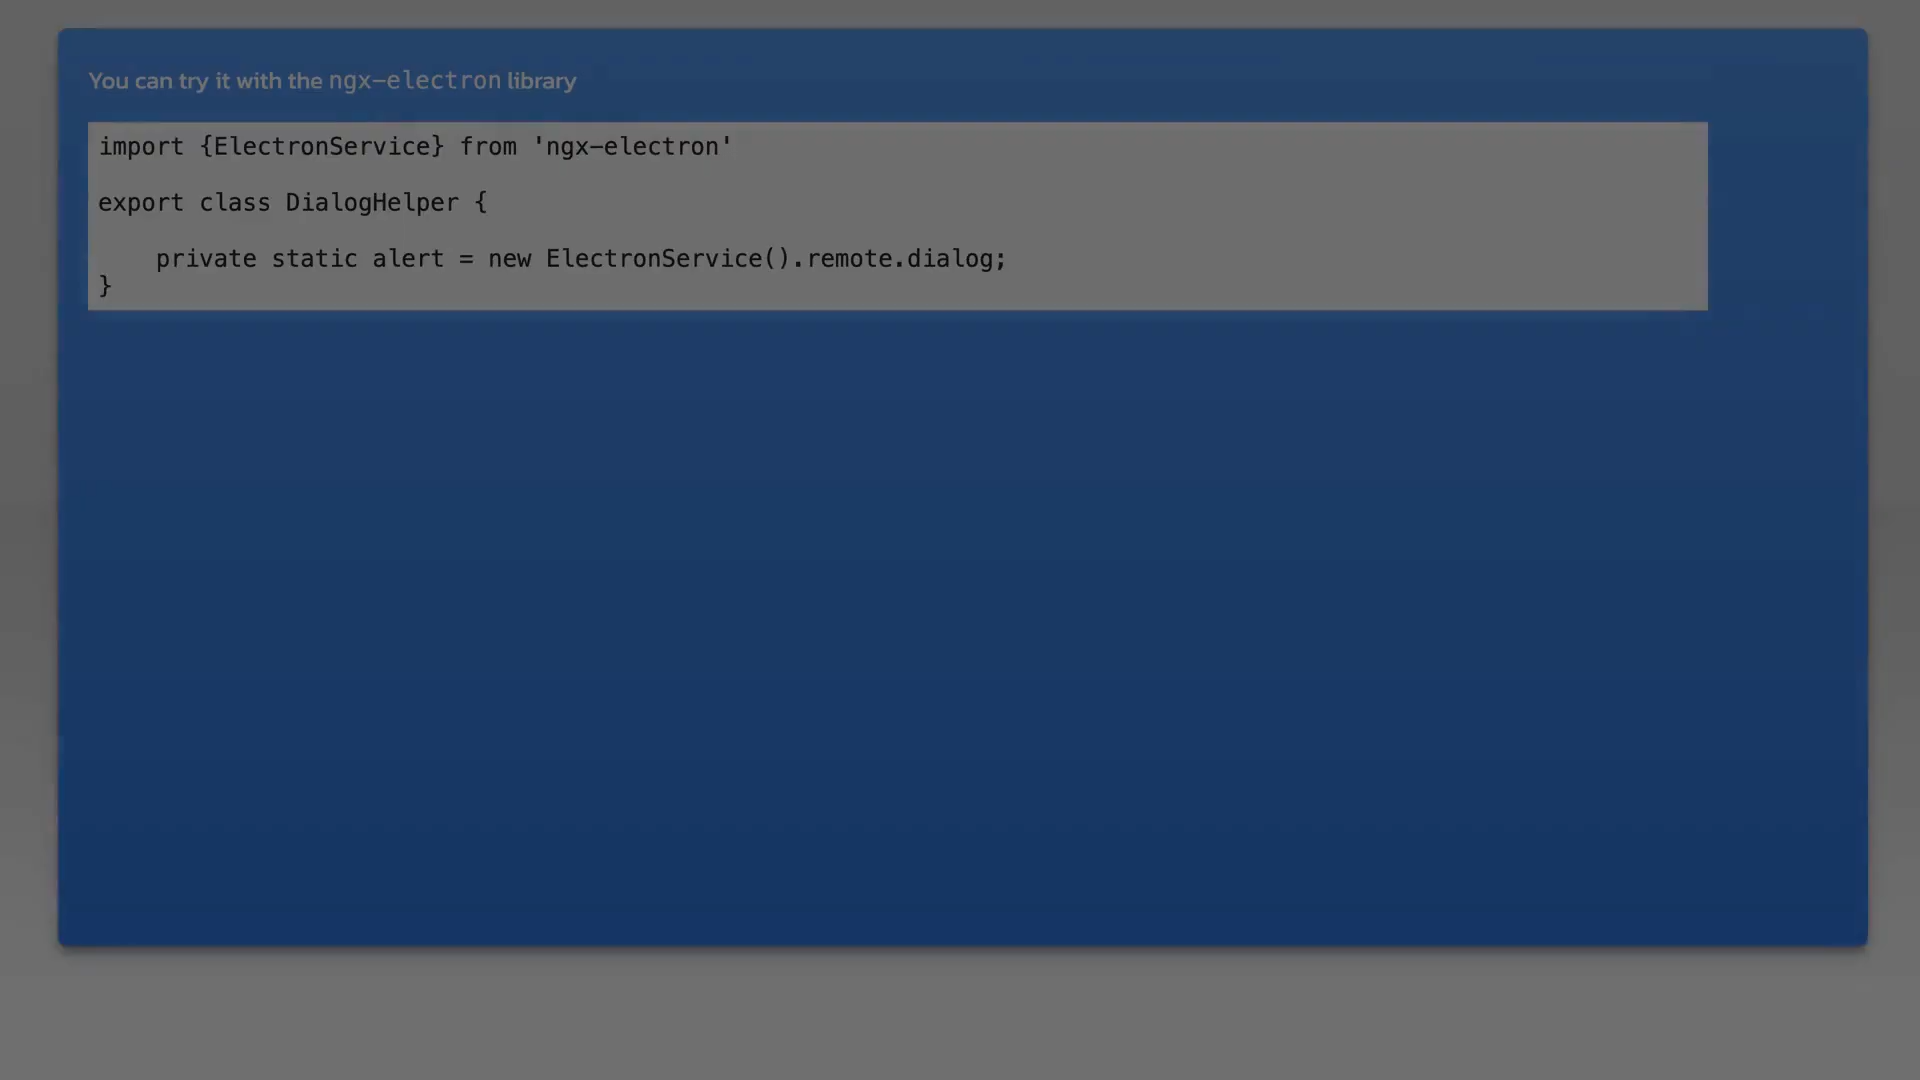 You can try it with the ngx-electron library
import {ElectronService} from 'ngx-electron'
export class DialogHelper {
    private static alert = new ElectronService().remote.dialog;
}